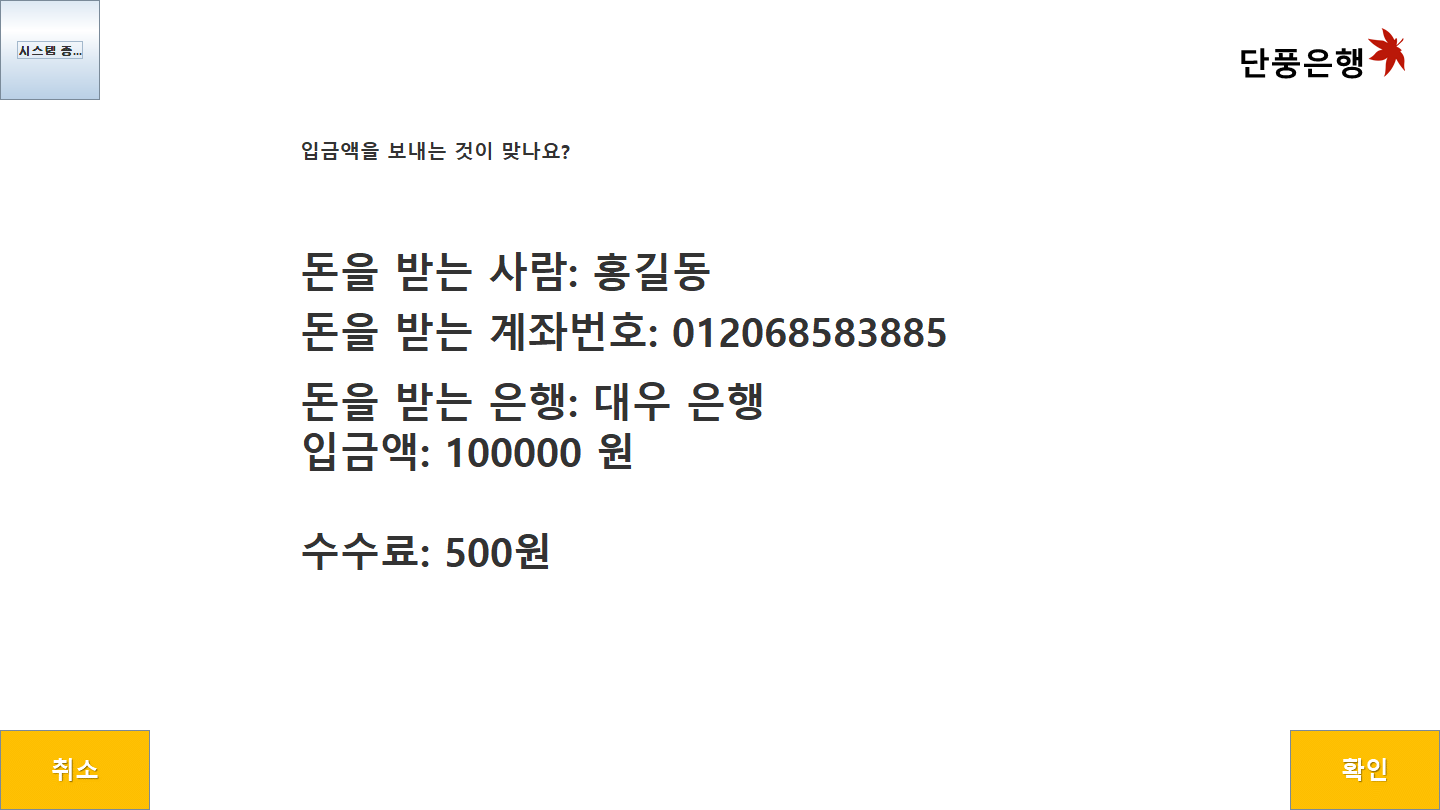 시스템 종...
단풍은행
입금액을 보내는 것이 맞나요?
돈을 받는 사람: 홍길동
돈을 받는 계좌번호: 012068583885
돈을 받는 은행: 대우 은행
입금액: 100000 원
수수료: 500원
취소
확인